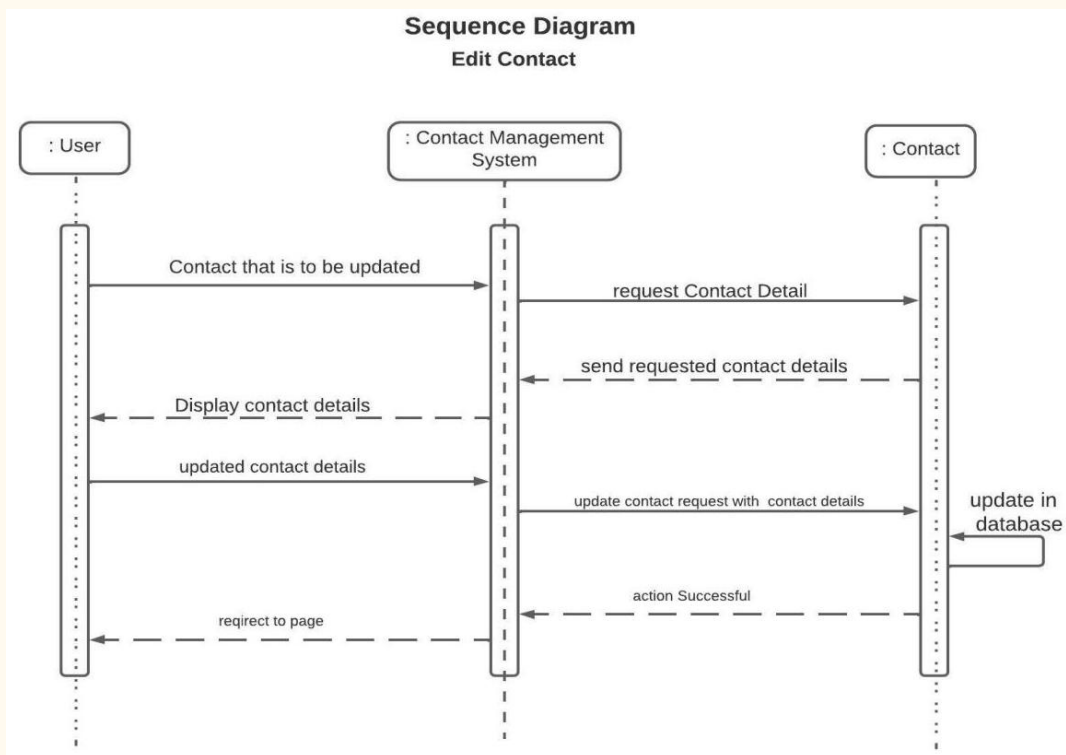 Sequence Diagram
Edit Contact
: User
: Contact Management
System
: Contact
Contact that is to be updated
request Contact Detail
send requested contact details
Display contact details
updated contact details
update contact request with contact details
update in
database
action Successful
reqirect to page